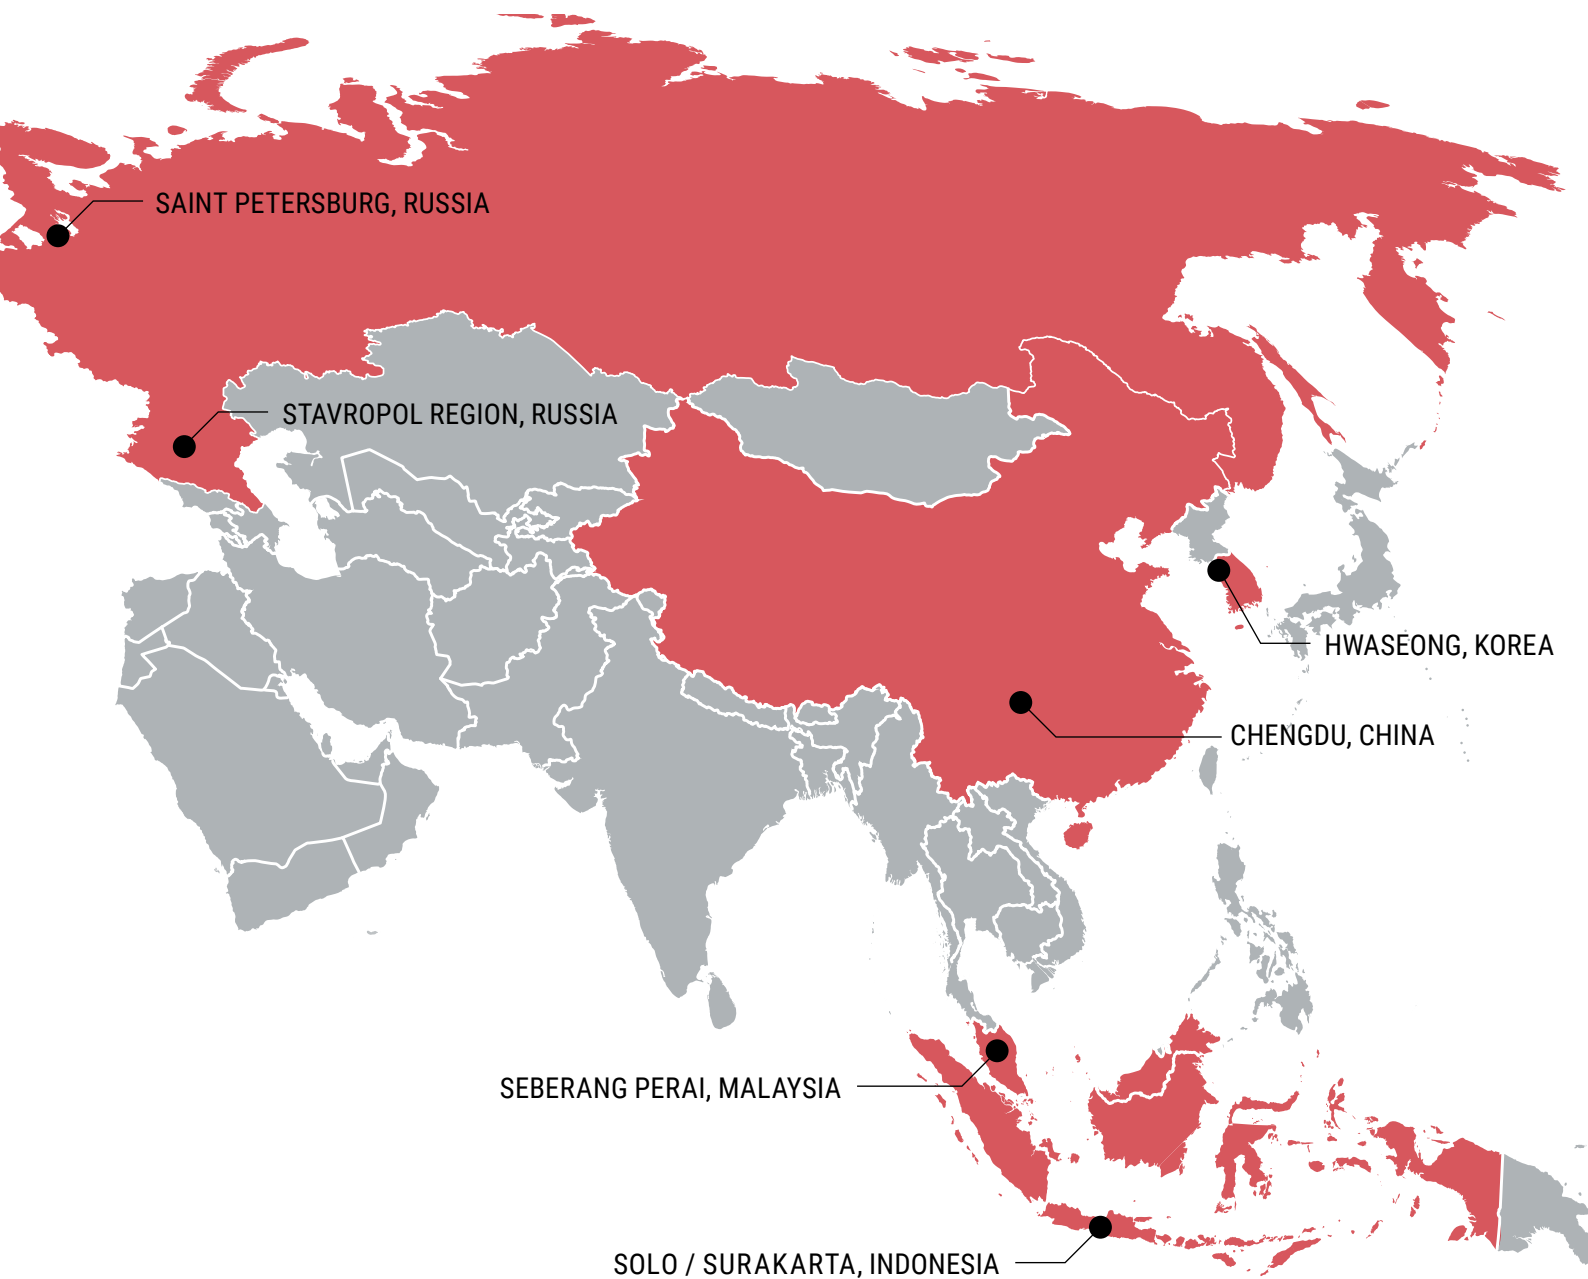 SAINT PETERSBURG, RUSSIA
STAVROPOL REGION, RUSSIA
HWASEONG, KOREA
CHENGDU, CHINA
SEBERANG PERAI, MALAYSIA
SOLO / SURAKARTA, INDONESIA